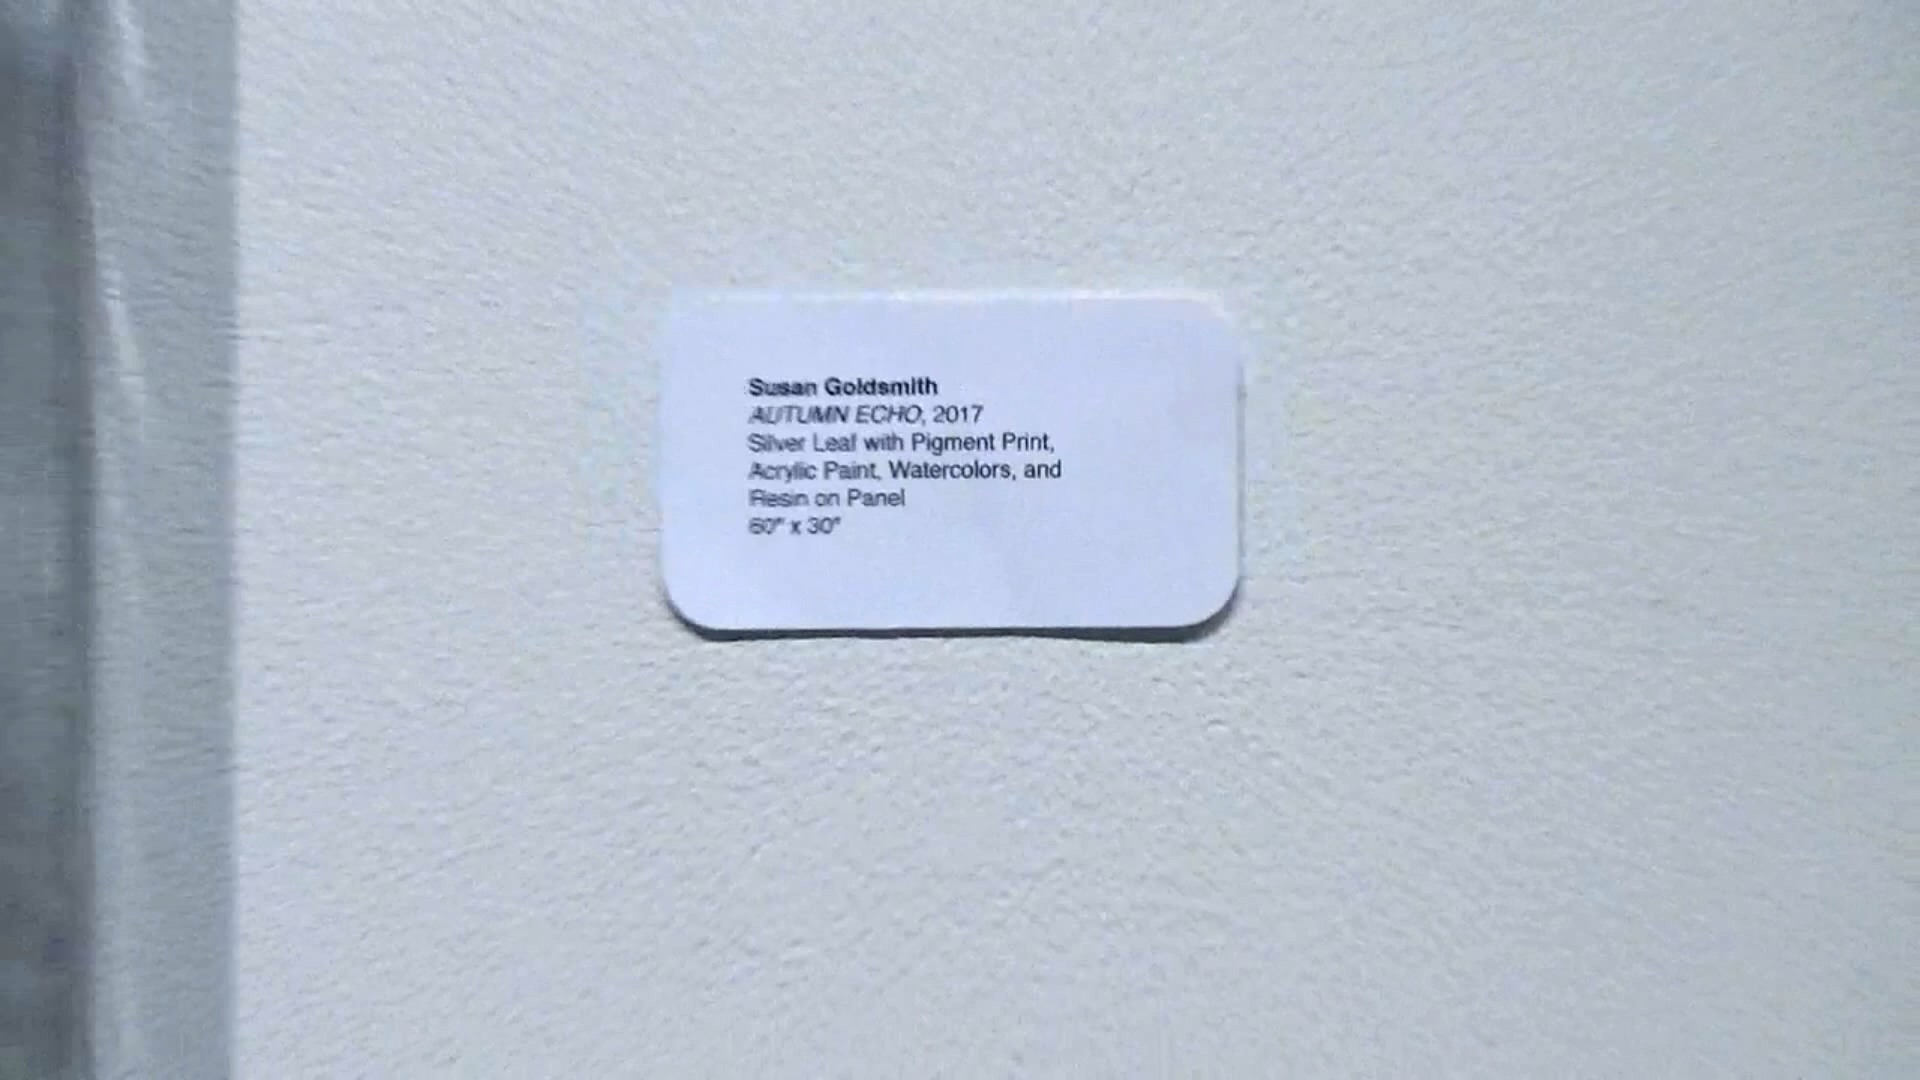 Susan Goldsmith
AUTUMN ECHO, 2017
Silver Leaf with Pigment Print,
Acrylic Paint, Watercolors, and
Resin on Panel
60" x 30"